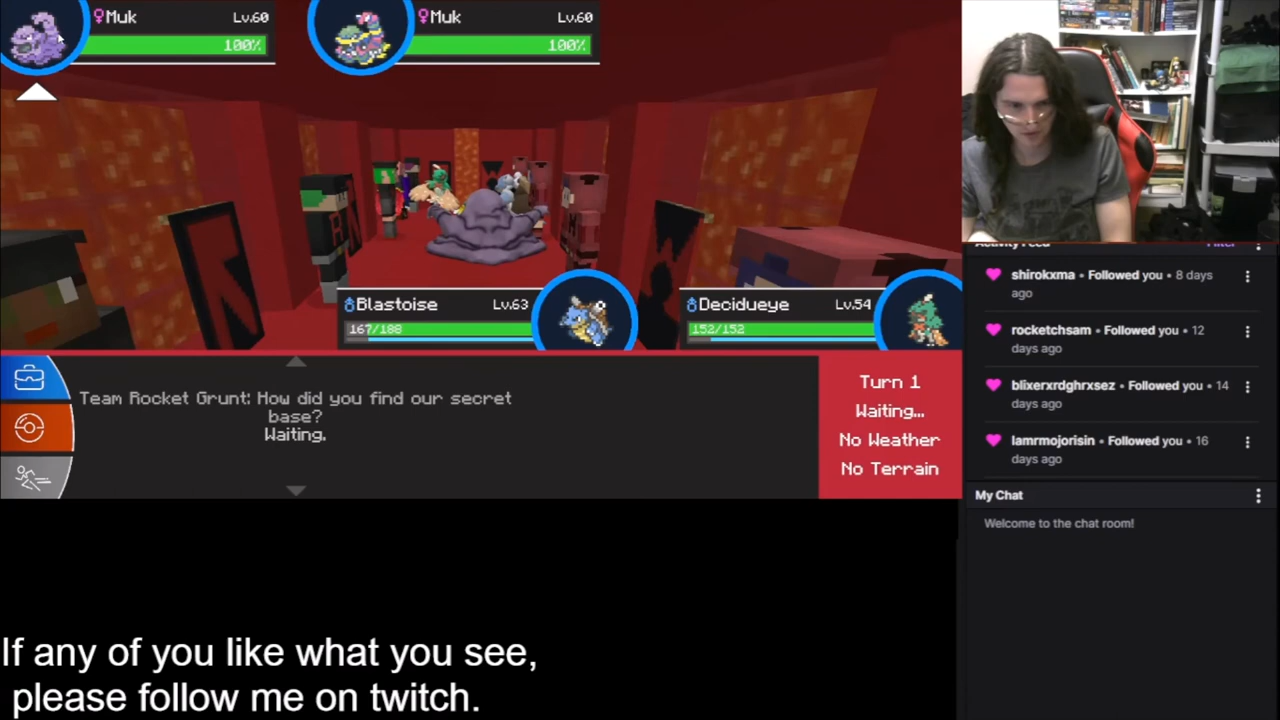 ♀Muk Lv.60
100%
♀Muk Lv.60
100%
♂Blastoise Lv.63
167/188
♂Decidueye Lv.54
152/152
Team Rocket Grunt: How did you find our secret
base?
Waiting.
Turn 1
Waiting...
No Weather
No Terrain
Activity Feed Filter
shirokxma • Followed you • 8 days
ago
rocketchsam • Followed you • 12
days ago
blixerxrdghrxsez • Followed you • 14
days ago
Iamrmojorisin • Followed you • 16
days ago
My Chat
Welcome to the chat room!
If any of you like what you see,
please follow me on twitch.